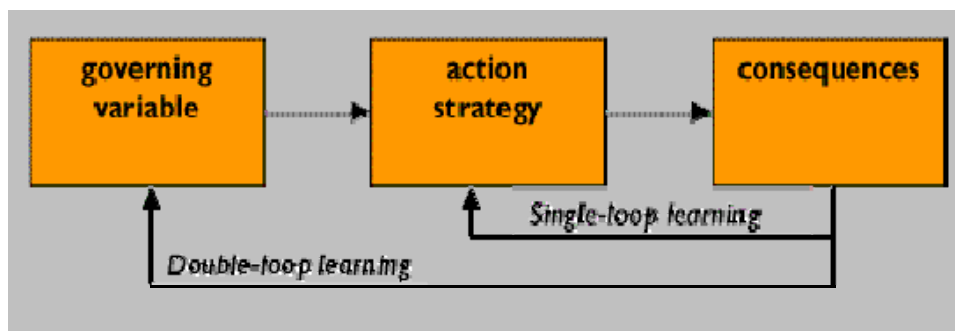 governing
variable
action
strategy
consequences
Single-loop learning
Double-loop learning